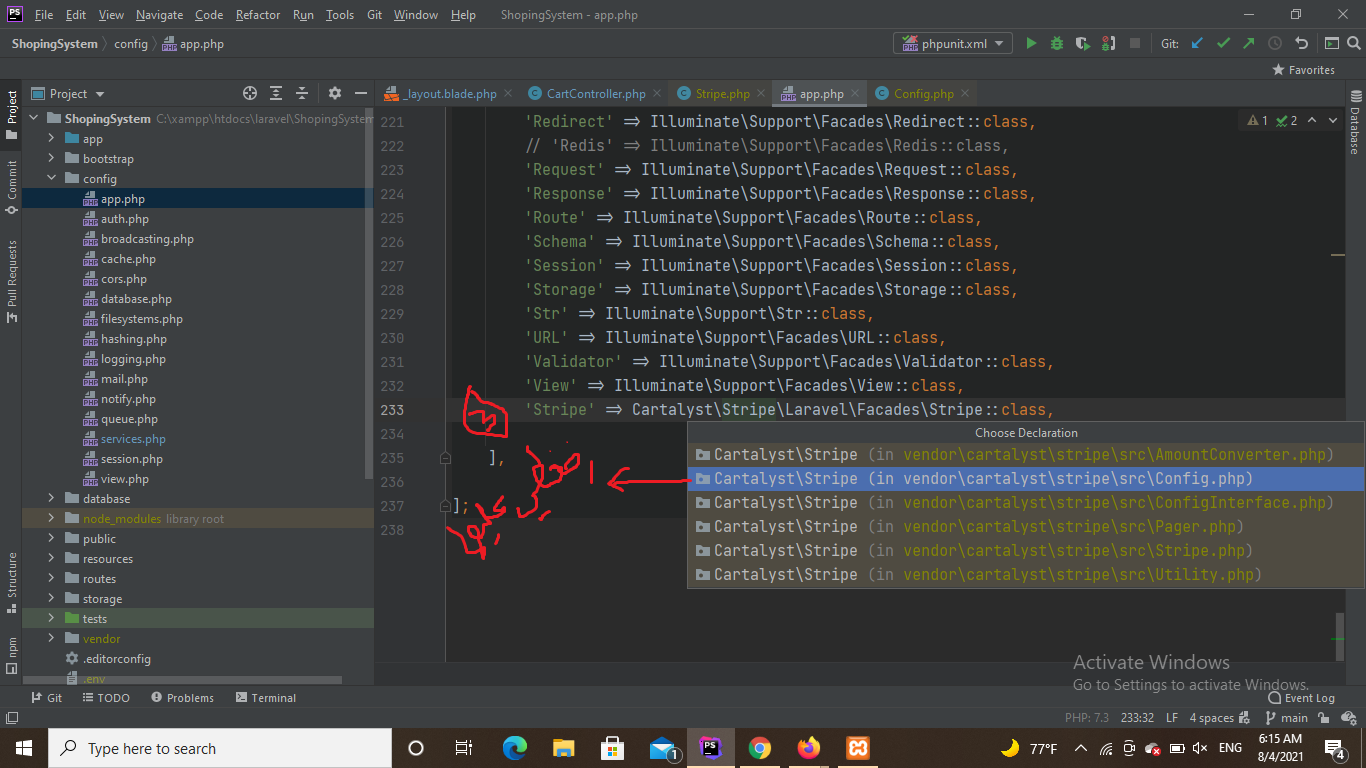 PS File Edit View Navigate Code Refactor Run Tools Git Window Help ShopingSystem - app.php
ShopingSystem config app.php phpunit.xml Git:
Favorites
Project _layout.blade.php CartController.php Stripe.php app.php Config.php
ShopingSystem C:\xampp\htdocs\laravel\ShopingSystem
app
bootstrap
config
app.php
auth.php
broadcasting.php
cache.php
cors.php
database.php
filesystems.php
hashing.php
logging.php
mail.php
notify.php
queue.php
services.php
session.php
view.php
database
node_modules library root
public
resources
routes
storage
tests
vendor
.editorconfig
.env
Project
Commit
Pull Requests
Structure
npm
221 'Redirect' => Illuminate\Support\Facades\Redirect::class,
222 // 'Redis' => Illuminate\Support\Facades\Redis::class,
223 'Request' => Illuminate\Support\Facades\Request::class,
224 'Response' => Illuminate\Support\Facades\Response::class,
225 'Route' => Illuminate\Support\Facades\Route::class,
226 'Schema' => Illuminate\Support\Facades\Schema::class,
227 'Session' => Illuminate\Support\Facades\Session::class,
228 'Storage' => Illuminate\Support\Facades\Storage::class,
229 'Str' => Illuminate\Support\Str::class,
230 'URL' => Illuminate\Support\Facades\URL::class,
231 'Validator' => Illuminate\Support\Facades\Validator::class,
232 'View' => Illuminate\Support\Facades\View::class,
233 'Stripe' => Cartalyst\Stripe\Laravel\Facades\Stripe::class,
234
235 ],
236
237 ];
238
1 2
Database
Choose Declaration
Cartalyst\Stripe (in vendor\cartalyst\stripe\src\AmountConverter.php)
Cartalyst\Stripe (in vendor\cartalyst\stripe\src\Config.php)
Cartalyst\Stripe (in vendor\cartalyst\stripe\src\ConfigInterface.php)
Cartalyst\Stripe (in vendor\cartalyst\stripe\src\Pager.php)
Cartalyst\Stripe (in vendor\cartalyst\stripe\src\Stripe.php)
Cartalyst\Stripe (in vendor\cartalyst\stripe\src\Utility.php)
Activate Windows
Go to Settings to activate Windows.
Git TODO Problems Terminal Event Log
PHP: 7.3 233:32 LF 4 spaces main
Type here to search 1 PS 77°F ENG 6:15 AM 8/4/2021 4